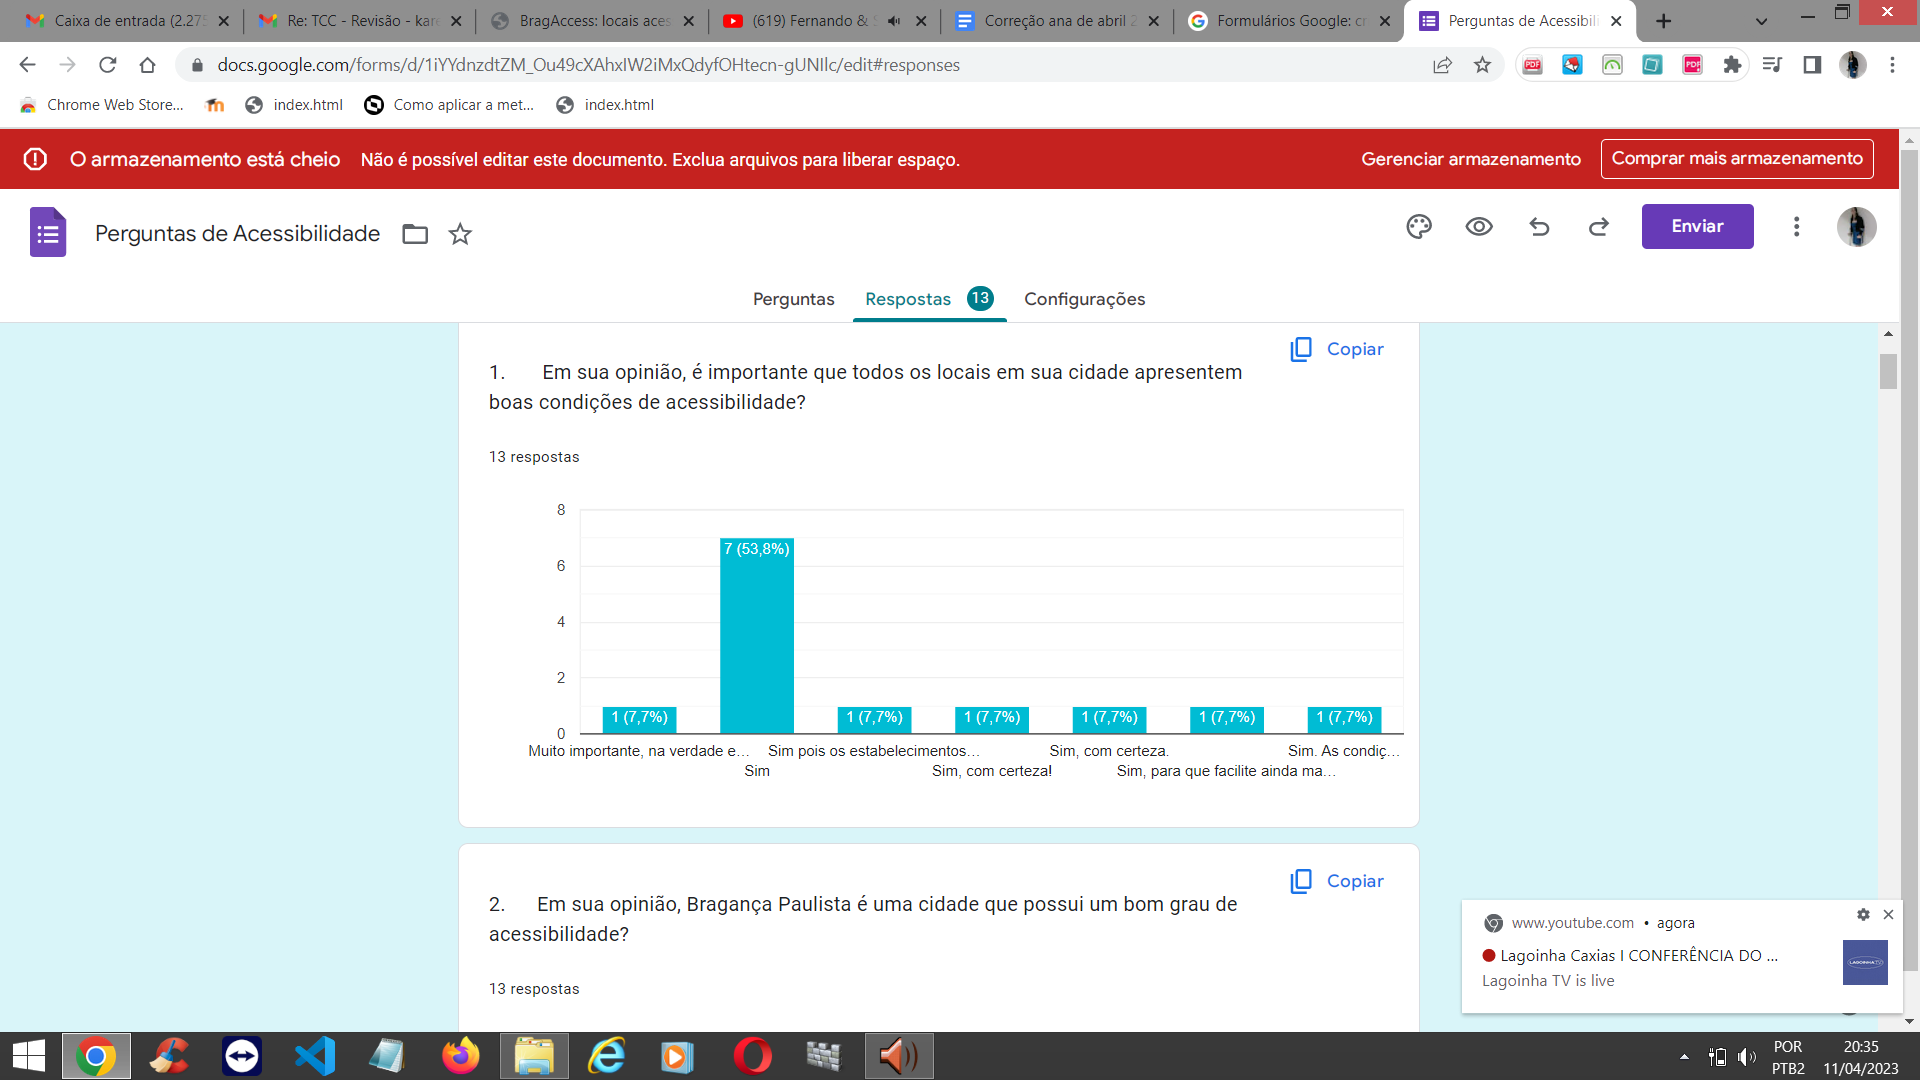 Caixa de entrada (2.275
Re: TCC - Revisão - kar
BragAccess: locais aces
(619) Fernando & S
Correção ana de abril 2
Formulários Google: cr
Perguntas de Acessibili
docs.google.com/forms/d/1iYYdnzdtZM_Ou49cXAhxlW2iMxQdyfOHtecn-gUNIlc/edit#responses
Chrome Web Store...
index.html
Como aplicar a met...
index.html
O armazenamento está cheio
Não é possível editar este documento. Exclua arquivos para liberar espaço.
Gerenciar armazenamento
Comprar mais armazenamento
Perguntas de Acessibilidade
Enviar
Perguntas
Respostas 13
Configurações
Copiar
1. Em sua opinião, é importante que todos os locais em sua cidade apresentem
boas condições de acessibilidade?
13 respostas
8
6
4
2
0
1 (7,7%)
7 (53,8%)
1 (7,7%)
1 (7,7%)
1 (7,7%)
1 (7,7%)
1 (7,7%)
Muito importante, na verdade e...
Sim
Sim pois os estabelecimentos...
Sim, com certeza!
Sim, com certeza.
Sim, para que facilite ainda ma...
Sim. As condiç...
Copiar
2. Em sua opinião, Bragança Paulista é uma cidade que possui um bom grau de
acessibilidade?
13 respostas
www.youtube.com • agora
Lagoinha Caxias I CONFERÊNCIA DO ...
Lagoinha TV is live
LAGOINHA TV
POR
PTB2
20:35
11/04/2023